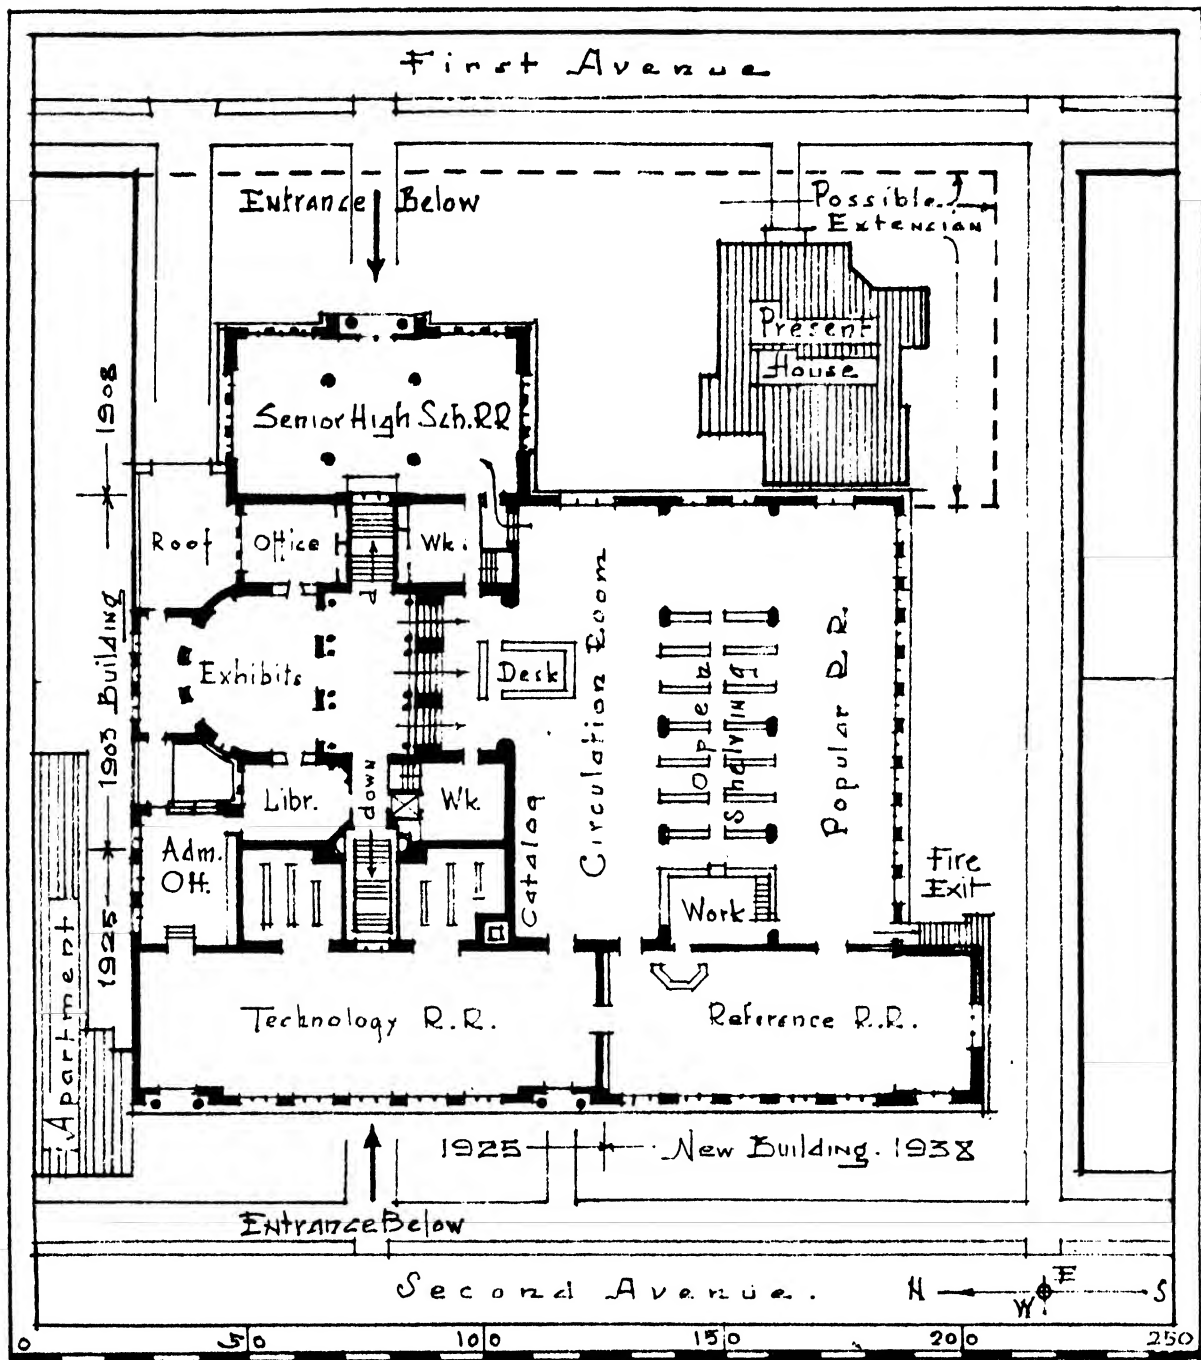 First Avenue
Entrance Below
Possible
Extencian
Present
House
1908
Senior High Sch. RR
Roof
Office
Wk.
d
1903 Building
Exhibits
Desk
Circulation Room
Open
Shelving
Popular R R.
Libr.
down
Wk.
Catalog
Adm.
Off.
Work
Fire
Exit
1925
Apartment
Technology R.R.
Reference R.R.
1925
New Building. 1938
Entrance Below
Second Avenue.
N
E
W
S
0 50 100 150 200 250